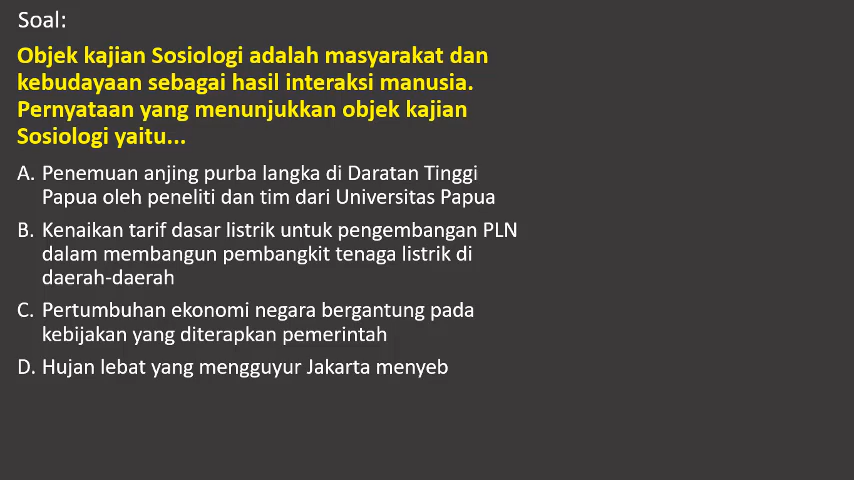 Soal:
Objek kajian Sosiologi adalah masyarakat dan
kebudayaan sebagai hasil interaksi manusia.
Pernyataan yang menunjukkan objek kajian
Sosiologi yaitu...
A. Penemuan anjing purba langka di Daratan Tinggi
Papua oleh peneliti dan tim dari Universitas Papua
B. Kenaikan tarif dasar listrik untuk pengembangan PLN
dalam membangun pembangkit tenaga listrik di
daerah-daerah
C. Pertumbuhan ekonomi negara bergantung pada
kebijakan yang diterapkan pemerintah
D. Hujan lebat yang mengguyur Jakarta menyeb